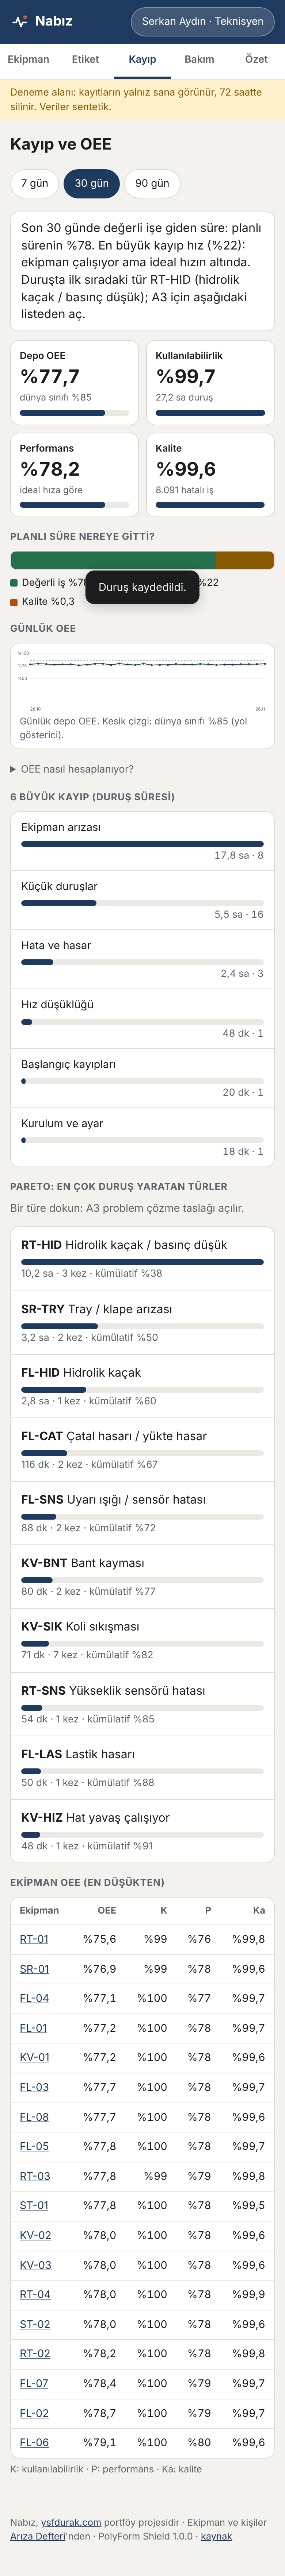 Nabız
Serkan Aydın · Teknisyen
Ekipman Etiket Kayıp Bakım Özet
Deneme alanı: kayıtların yalnız sana görünür, 72 saatte
silinir. Veriler sentetik.
Kayıp ve OEE
7 gün 30 gün 90 gün
Son 30 günde değerli işe giden süre: planlı
sürenin %78. En büyük kayıp hız (%22):
ekipman çalışıyor ama ideal hızın altında.
Duruşta ilk sıradaki tür RT-HID (hidrolik
kaçak / basınç düşük); A3 için aşağıdaki
listeden aç.
Depo OEE
%77,7
dünya sınıfı %85
Kullanılabilirlik
%99,7
27,2 sa duruş
Performans
%78,2
ideal hıza göre
Kalite
%99,6
8.091 hatalı iş
PLANLI SÜRE NEREYE GİTTİ?
Değerli iş %78 %22
Duruş kaydedildi.
Kalite %0,3
GÜNLÜK OEE
%100
%75
%50
28.10 26.11
Günlük depo OEE. Kesik çizgi: dünya sınıfı %85 (yol
gösterici).
OEE nasıl hesaplanıyor?
6 BÜYÜK KAYIP (DURUŞ SÜRESİ)
Ekipman arızası
17,8 sa · 8
Küçük duruşlar
5,5 sa · 16
Hata ve hasar
2,4 sa · 3
Hız düşüklüğü
48 dk · 1
Başlangıç kayıpları
20 dk · 1
Kurulum ve ayar
18 dk · 1
PARETO: EN ÇOK DURUŞ YARATAN TÜRLER
Bir türe dokun: A3 problem çözme taslağı açılır.
RT-HID Hidrolik kaçak / basınç düşük
10,2 sa · 3 kez · kümülatif %38
SR-TRY Tray / klape arızası
3,2 sa · 2 kez · kümülatif %50
FL-HID Hidrolik kaçak
2,8 sa · 1 kez · kümülatif %60
FL-CAT Çatal hasarı / yükte hasar
116 dk · 2 kez · kümülatif %67
FL-SNS Uyarı ışığı / sensör hatası
88 dk · 2 kez · kümülatif %72
KV-BNT Bant kayması
80 dk · 2 kez · kümülatif %77
KV-SIK Koli sıkışması
71 dk · 7 kez · kümülatif %82
RT-SNS Yükseklik sensörü hatası
54 dk · 1 kez · kümülatif %85
FL-LAS Lastik hasarı
50 dk · 1 kez · kümülatif %88
KV-HIZ Hat yavaş çalışıyor
48 dk · 1 kez · kümülatif %91
EKİPMAN OEE (EN DÜŞÜKTEN)
Ekipman OEE K P Ka
RT-01 %75,6 %99 %76 %99,8
SR-01 %76,9 %99 %78 %99,6
FL-04 %77,1 %100 %77 %99,7
FL-01 %77,2 %100 %78 %99,7
KV-01 %77,2 %100 %78 %99,6
FL-03 %77,7 %100 %78 %99,7
FL-08 %77,7 %100 %78 %99,6
FL-05 %77,8 %100 %78 %99,7
RT-03 %77,8 %99 %79 %99,8
ST-01 %77,8 %100 %78 %99,5
KV-02 %78,0 %100 %78 %99,6
KV-03 %78,0 %100 %78 %99,6
RT-04 %78,0 %100 %78 %99,9
ST-02 %78,0 %100 %78 %99,6
RT-02 %78,2 %100 %78 %99,8
FL-07 %78,4 %100 %79 %99,7
FL-02 %78,7 %100 %79 %99,7
FL-06 %79,1 %100 %80 %99,6
K: kullanılabilirlik · P: performans · Ka: kalite
Nabız, ysfdurak.com portföy projesidir · Ekipman ve kişiler
Arıza Defteri'nden · PolyForm Shield 1.0.0 · kaynak